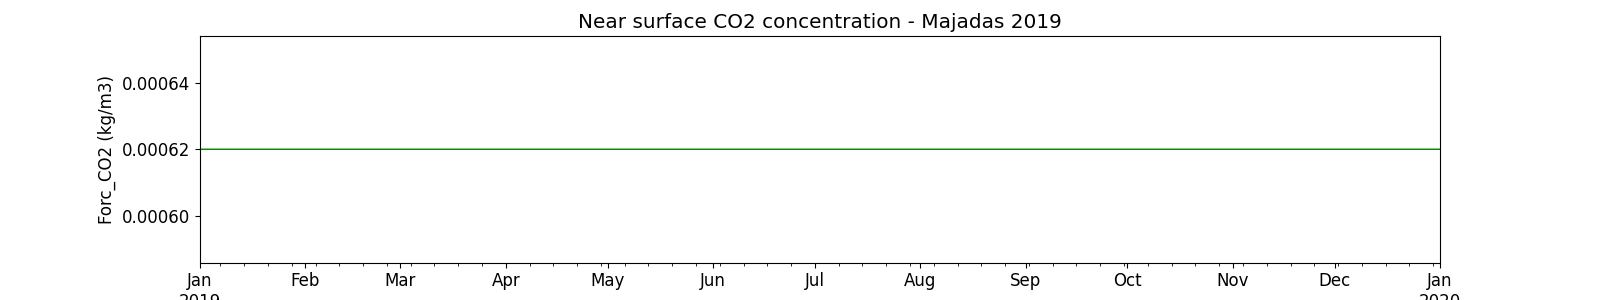 Near surface CO2 concentration - Majadas 2019
Forc_CO2 (kg/m3)
0.00064
0.00062
0.00060
Jan Feb Mar Apr May Jun Jul Aug Sep Oct Nov Dec Jan
2019 2020